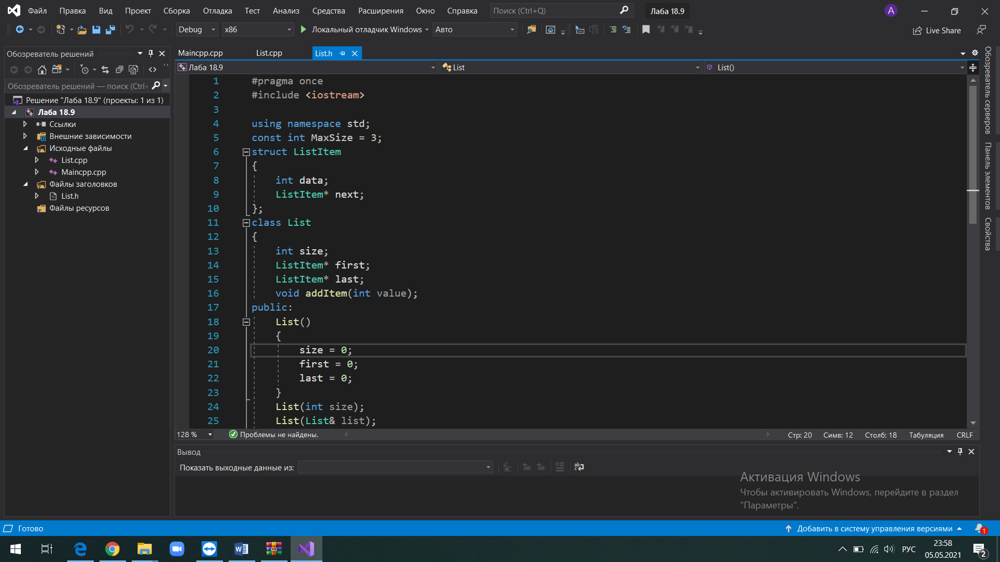 Файл Правка Вид Проект Сборка Отладка Тест Анализ Средства Расширения Окно Справка Поиск (Ctrl+Q) Лаба 18.9 A
Debug x86 Локальный отладчик Windows Авто Live Share
Обозреватель решений
Обозреватель решений — поиск (Ctrl+
Решение "Лаба 18.9" (проекты: 1 из 1)
Лаба 18.9
Ссылки
Внешние зависимости
Исходные файлы
List.cpp
Maincpp.cpp
Файлы заголовков
List.h
Файлы ресурсов
Maincpp.cpp List.cpp List.h
Лаба 18.9 List List()
1 #pragma once
2 #include <iostream>
3
4 using namespace std;
5 const int MaxSize = 3;
6 struct ListItem
7 {
8 int data;
9 ListItem* next;
10 };
11 class List
12 {
13 int size;
14 ListItem* first;
15 ListItem* last;
16 void addItem(int value);
17 public:
18 List()
19 {
20 size = 0;
21 first = 0;
22 last = 0;
23 }
24 List(int size);
25 List(List& list);
128 % Проблемы не найдены. Стр: 20 Симв: 12 Столб: 18 Табуляция CRLF
Вывод
Показать выходные данные из:
Обозреватель серверов
Панель элементов
Свойства
Активация Windows
Чтобы активировать Windows, перейдите в раздел
"Параметры".
Готово Добавить в систему управления версиями 1
РУС 23:58
05.05.2021 2